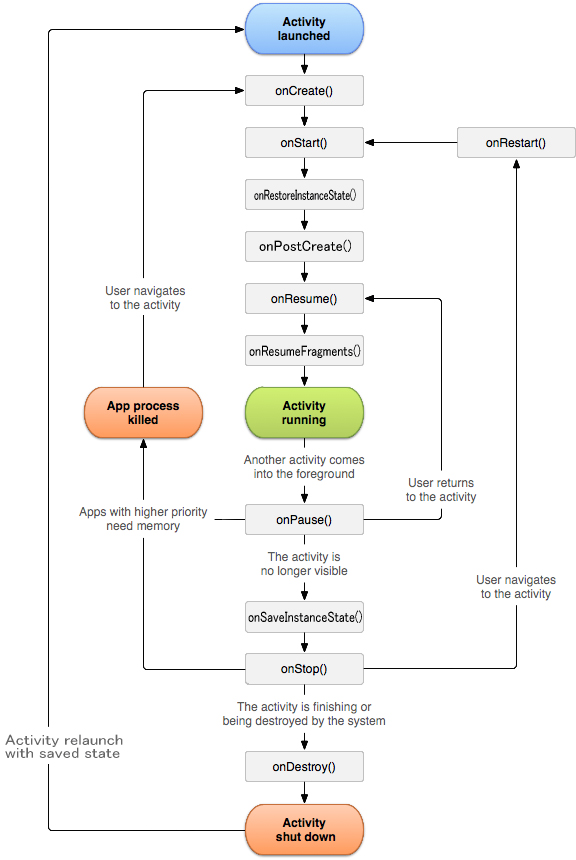 Activity
launched
onCreate()
onStart()
onRestart()
onRestoreInstanceState()
onPostCreate()
User navigates
to the activity
onResume()
onResumeFragments()
App process
killed
Activity
running
Another activity comes
into the foreground
User returns
to the activity
Apps with higher priority
need memory
onPause()
The activity is
no longer visible
User navigates
to the activity
onSaveInstanceState()
onStop()
The activity is finishing or
being destroyed by the system
Activity relaunch
with saved state
onDestroy()
Activity
shut down